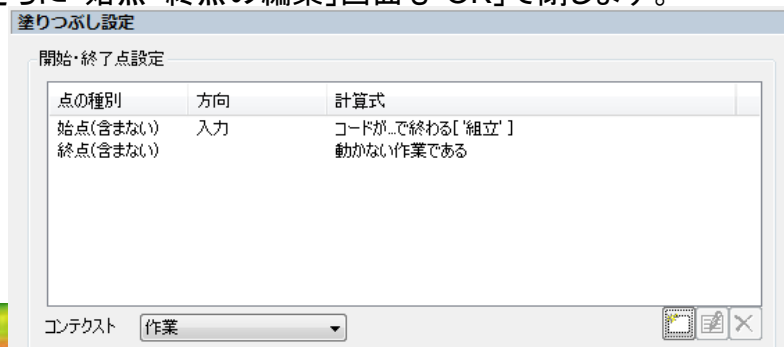 塗りつぶし設定
開始・終了点設定
点の種別 方向 計算式
始点(含まない) 入力 コードが...で終わる['組立']
終点(含まない) 動かない作業である
コンテクスト 作業